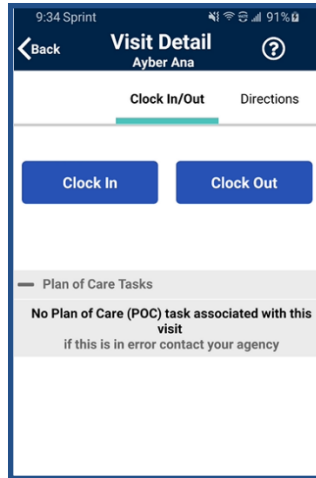 9:34 Sprint 91%
Back Visit Detail ?
Ayber Ana
Clock In/Out Directions
Clock In Clock Out
Plan of Care Tasks
No Plan of Care (POC) task associated with this
visit
if this is in error contact your agency